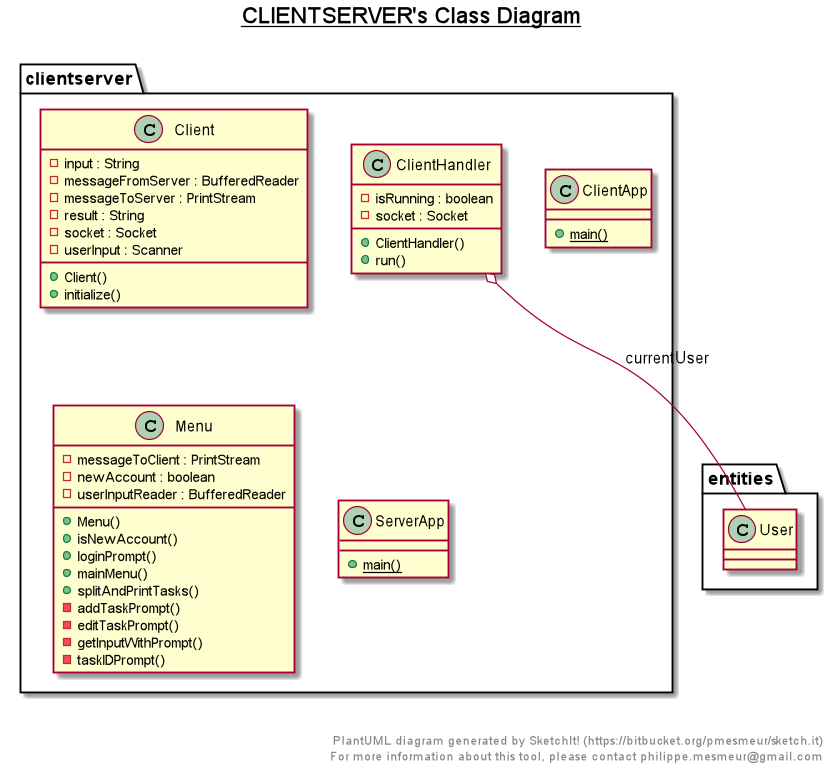 CLIENTSERVER's Class Diagram
clientserver
C Client
input : String
messageFromServer : BufferedReader
messageToServer : PrintStream
result : String
socket : Socket
userInput : Scanner
Client()
initialize()
C ClientHandler
isRunning : boolean
socket : Socket
ClientHandler()
run()
C ClientApp
main()
currentUser
C Menu
messageToClient : PrintStream
newAccount : boolean
userInputReader : BufferedReader
Menu()
isNewAccount()
loginPrompt()
mainMenu()
splitAndPrintTasks()
addTaskPrompt()
editTaskPrompt()
getInputWithPrompt()
taskIDPrompt()
C ServerApp
main()
entities
C User
PlantUML diagram generated by SketchIt! (https://bitbucket.org/pmesmeur/sketch.it)
For more information about this tool, please contact philippe.mesmeur@gmail.com